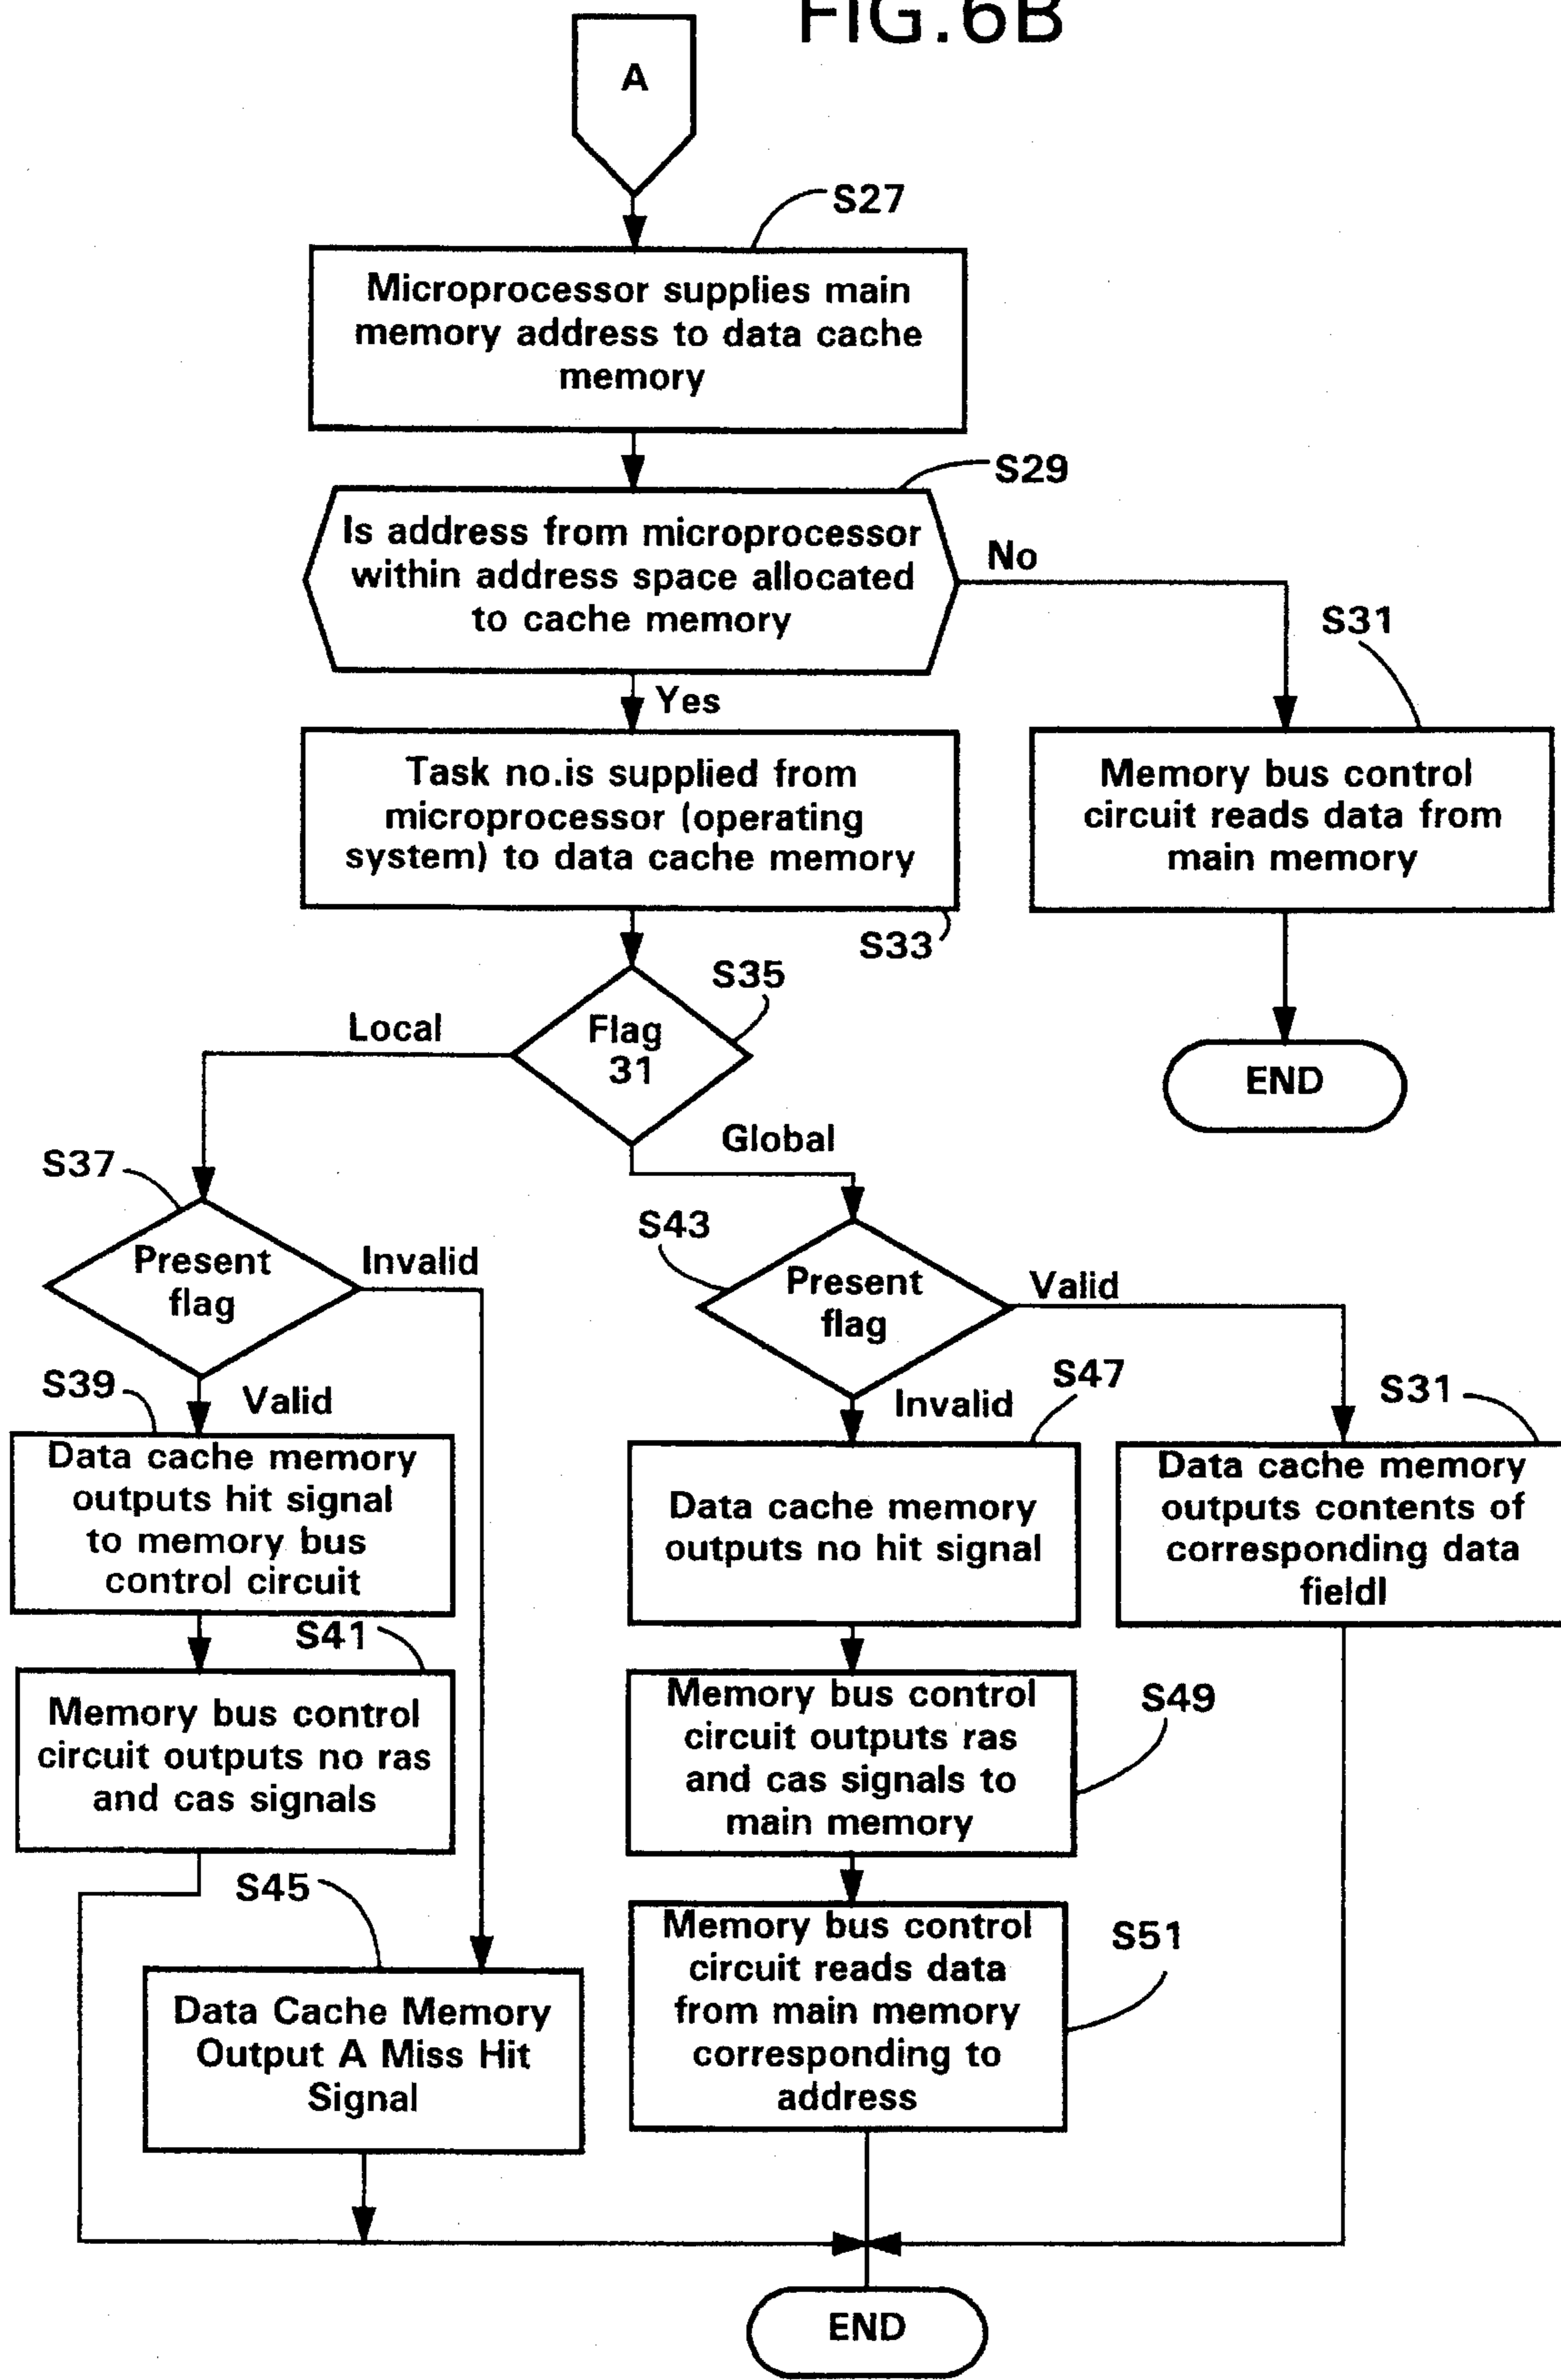 FIG.6B
A
S27
Microprocessor supplies main
memory address to data cache
memory
S29
Is address from microprocessor
within address space allocated
to cache memory
No
S31
Yes
Task no.is supplied from
microprocessor (operating
system) to data cache memory
Memory bus control
circuit reads data from
main memory
S33
S35
Local
Flag
31
END
Global
S37
S43
Present
flag
Invalid
Present
flag
Valid
S39
Valid
S47
S31
Invalid
Data cache memory
outputs hit signal
to memory bus
control circuit
Data cache memory
outputs no hit signal
Data cache memory
outputs contents of
corresponding data
fieldl
S41
Memory bus control
circuit outputs no ras
and cas signals
Memory bus control
circuit outputs ras
and cas signals to
main memory
S49
S45
Memory bus control
circuit reads data
from main memory
corresponding to
address
S51
Data Cache Memory
Output A Miss Hit
Signal
END